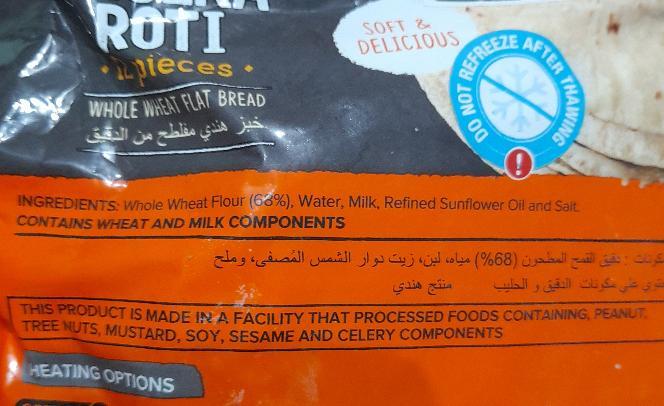 ROTI
12 pieces
WHOLE WHEAT FLAT BREAD
خبز هندي مفلطح من الدقيق
SOFT &
DELICIOUS
DO NOT REFREEZE AFTER THAWING
INGREDIENTS: Whole Wheat Flour (68%), Water, Milk, Refined Sunflower Oil and Salt.
CONTAINS WHEAT AND MILK COMPONENTS
: دقيق القمح المطحون (68%) مياه، لبن، زيت دوار الشمس المُصفى، وملح
على مكونات الدقيق و الحليب منتج هندي
THIS PRODUCT IS MADE IN A FACILITY THAT PROCESSED FOODS CONTAINING, PEANUT,
TREE NUTS, MUSTARD, SOY, SESAME AND CELERY COMPONENTS
HEATING OPTIONS